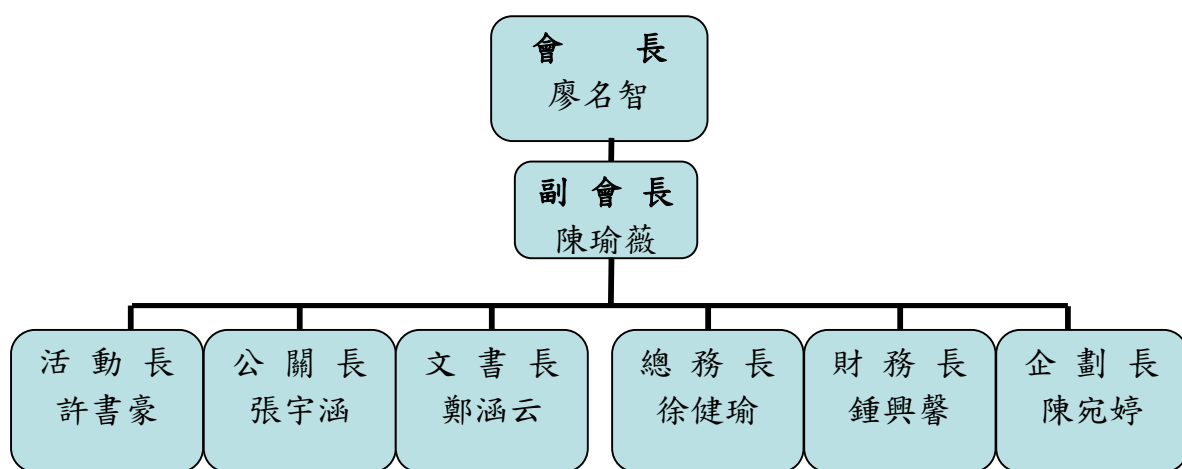 會 長
廖名智
副 會 長
陳瑜薇
活 動 長
許書豪
公 關 長
張宇涵
文 書 長
鄭涵云
總 務 長
徐健瑜
財 務 長
鍾興馨
企 劃 長
陳宛婷